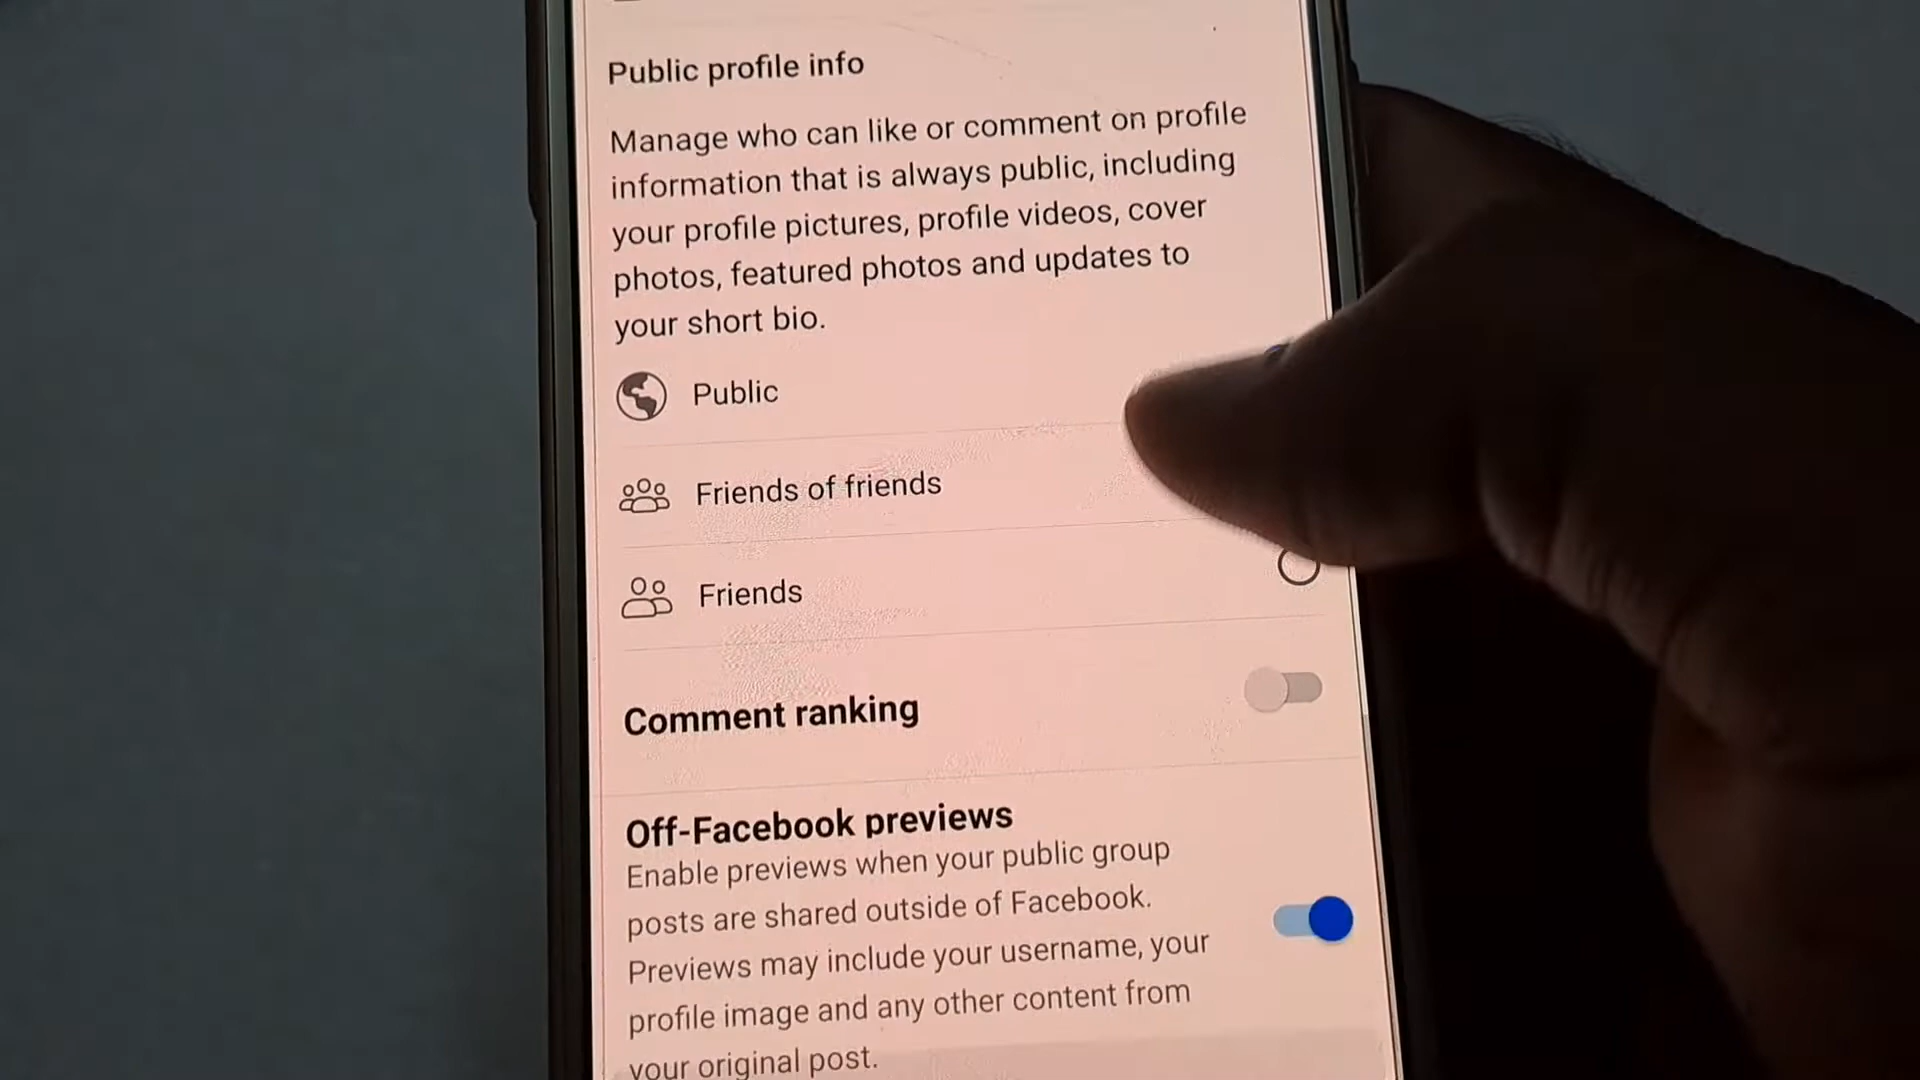 Public profile info
Manage who can like or comment on profile
information that is always public, including
your profile pictures, profile videos, cover
photos, featured photos and updates to
your short bio.
Public
Friends of friends
Friends
Comment ranking
Off-Facebook previews
Enable previews when your public group
posts are shared outside of Facebook.
Previews may include your username, your
profile image and any other content from
your original post.